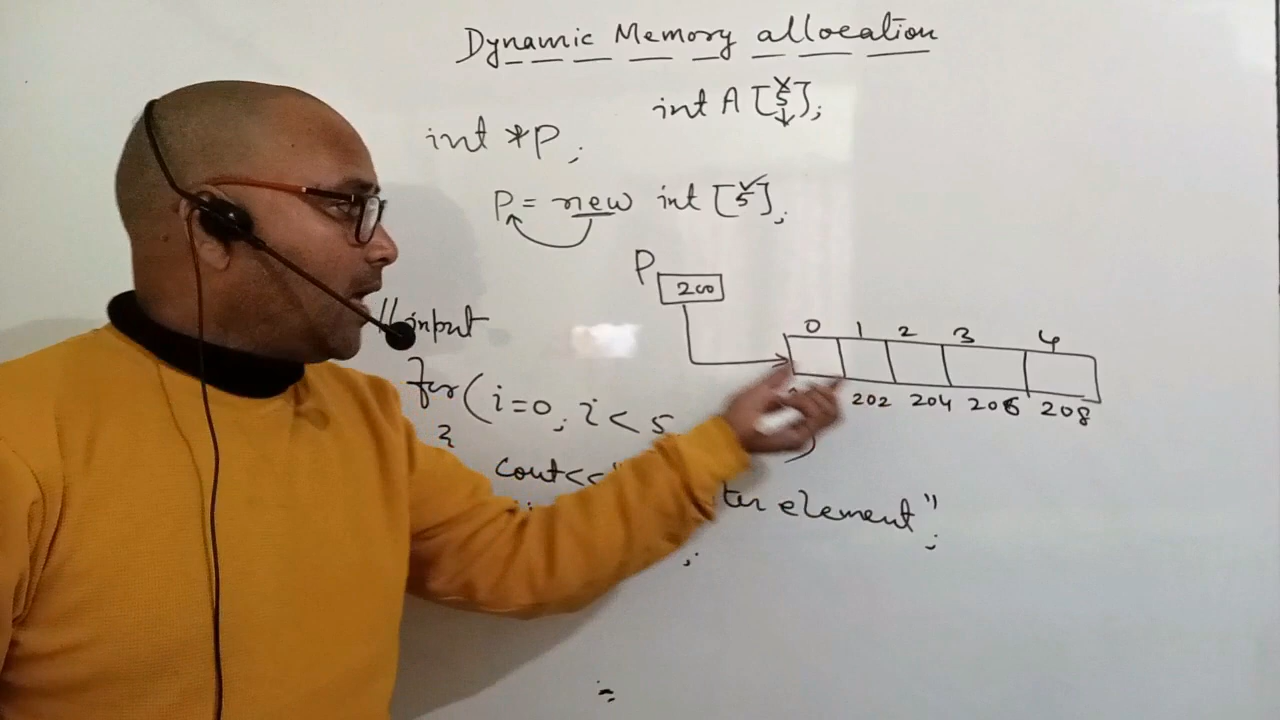 Dynamic Memory allocation
int A [5];
int *P;
P = new int [5];
P
200
0 1 2 3 4
202 204 206 208
//input
for (i=0; i<5
{
cout<<"
element";
;
=